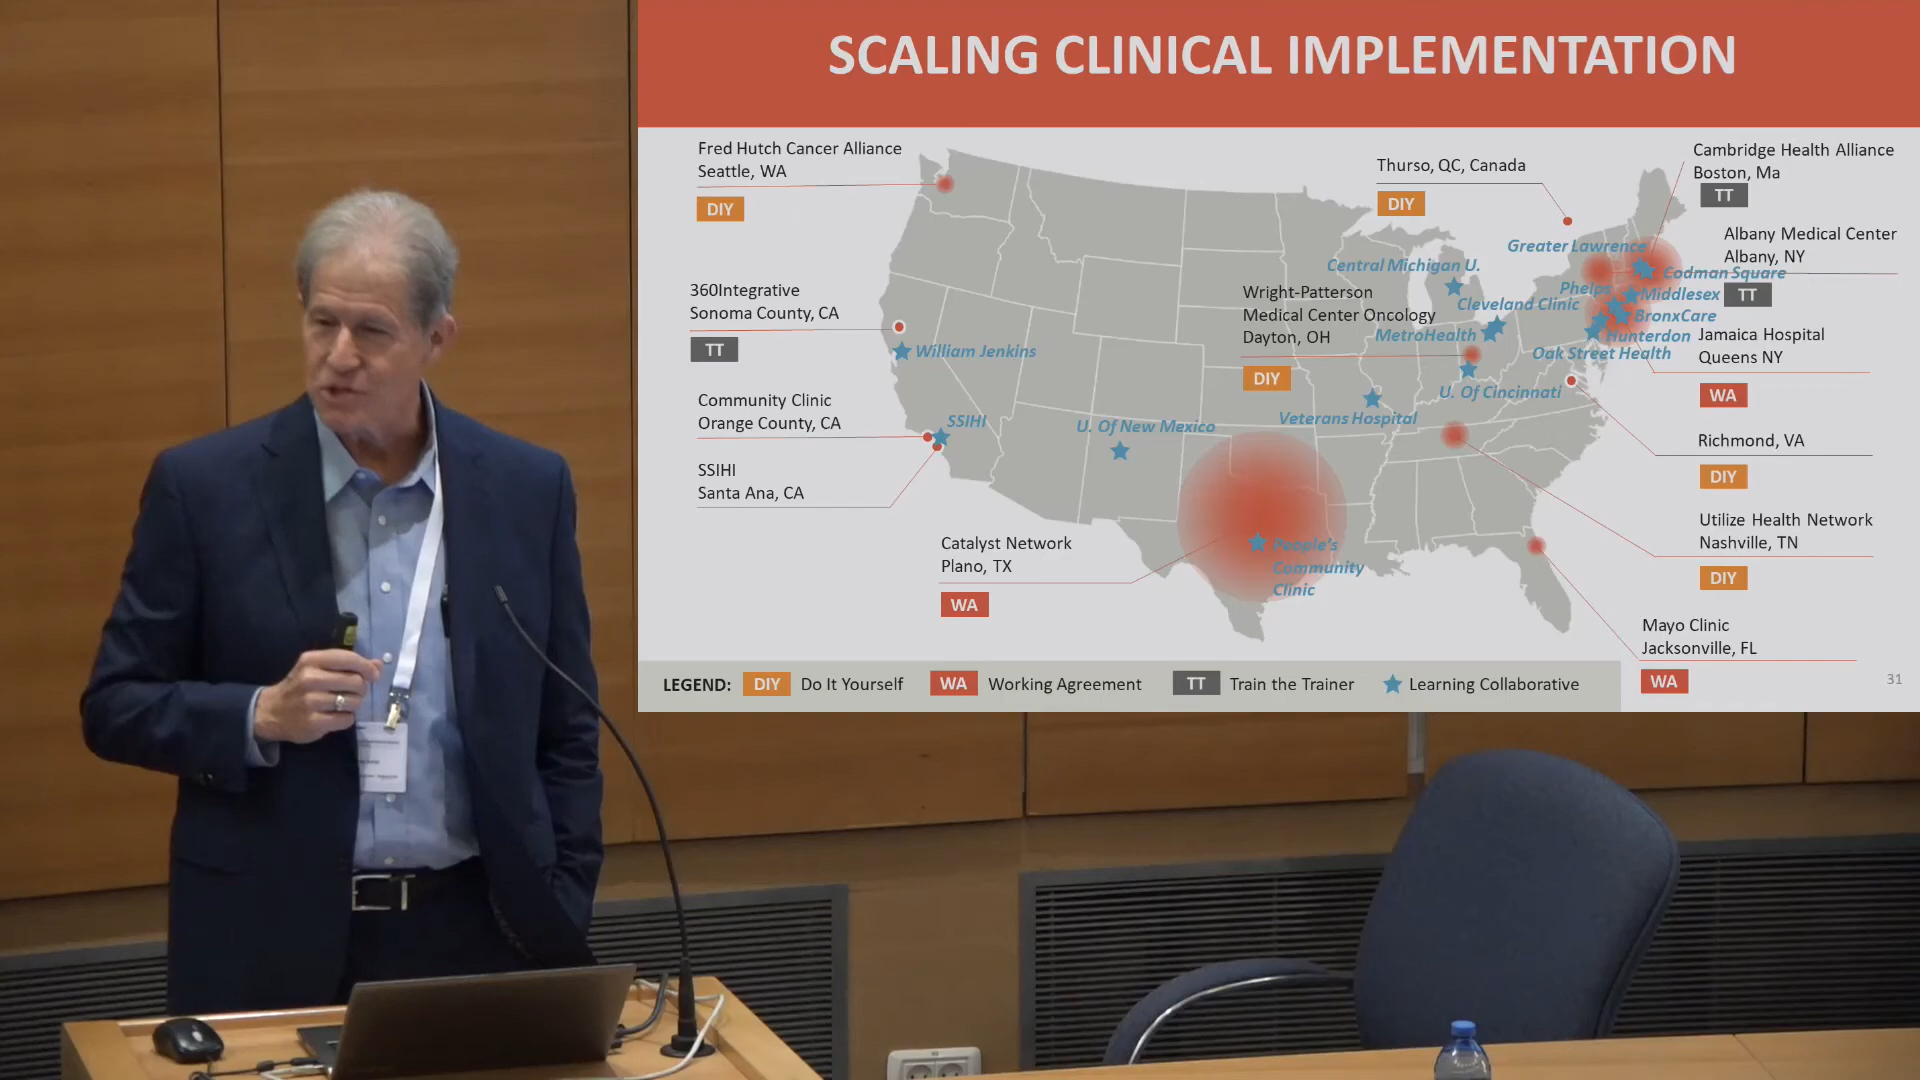 SCALING CLINICAL IMPLEMENTATION
Fred Hutch Cancer Alliance
Seattle, WA
DIY
360Integrative
Sonoma County, CA
TT
William Jenkins
Community Clinic
Orange County, CA
SSIHI
SSIHI
Santa Ana, CA
U. Of New Mexico
Catalyst Network
Plano, TX
WA
People's
Community
Clinic
Thurso, QC, Canada
DIY
Greater Lawrence
Central Michigan U.
Wright-Patterson
Medical Center Oncology
Dayton, OH
DIY
Cleveland Clinic
MetroHealth
U. Of Cincinnati
Veterans Hospital
Phelps
Codman Square
Middlesex
BronxCare
Hunterdon
Oak Street Health
Cambridge Health Alliance
Boston, Ma
TT
Albany Medical Center
Albany, NY
TT
Jamaica Hospital
Queens NY
WA
Richmond, VA
DIY
Utilize Health Network
Nashville, TN
DIY
Mayo Clinic
Jacksonville, FL
WA
LEGEND: DIY Do It Yourself WA Working Agreement TT Train the Trainer Learning Collaborative
31